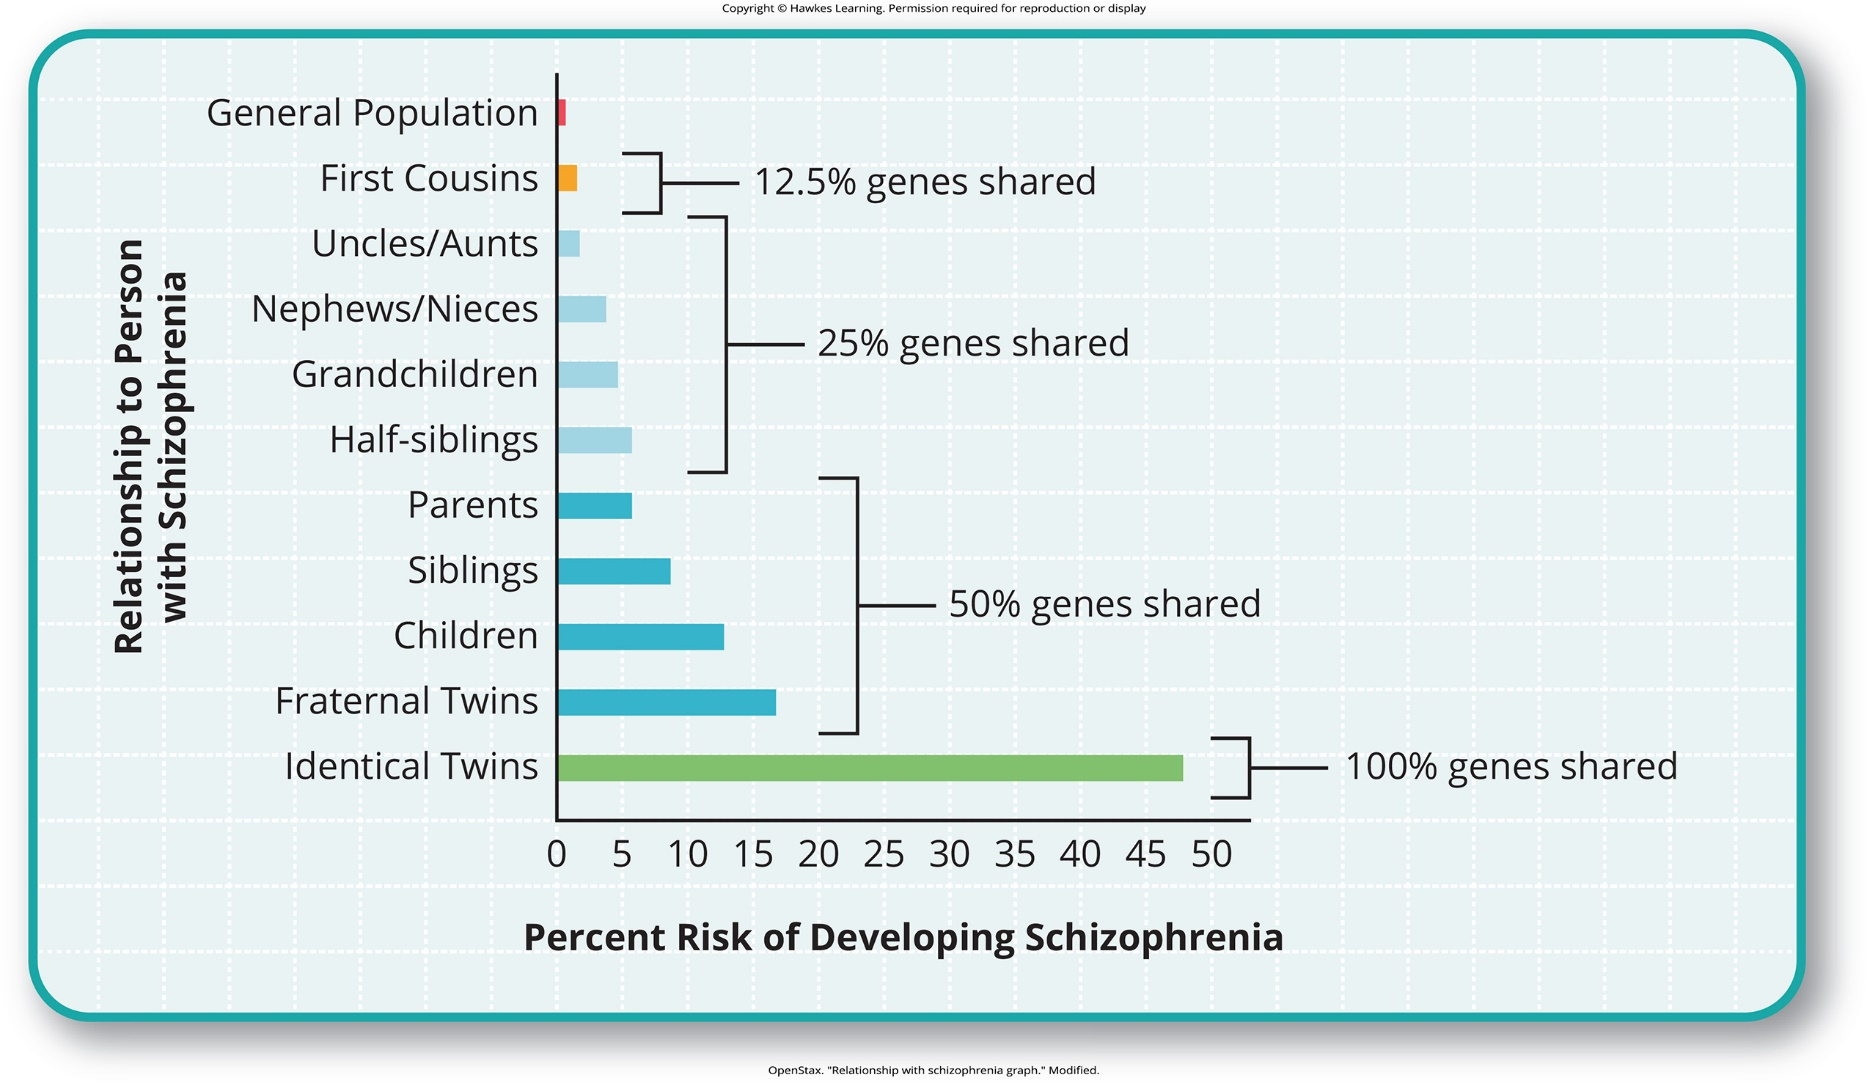 Copyright © Hawkes Learning. Permission required for reproduction or display
Relationship to Person
with Schizophrenia
General Population
First Cousins
12.5% genes shared
Uncles/Aunts
Nephews/Nieces
25% genes shared
Grandchildren
Half-siblings
Parents
Siblings
50% genes shared
Children
Fraternal Twins
Identical Twins
100% genes shared
0 5 10 15 20 25 30 35 40 45 50
Percent Risk of Developing Schizophrenia
OpenStax. "Relationship with schizophrenia graph." Modified.